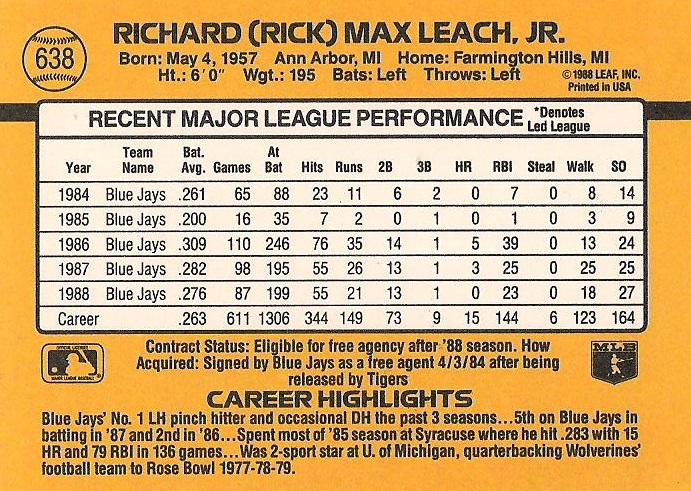 638
RICHARD (RICK) MAX LEACH, JR.
Born: May 4, 1957 Ann Arbor, MI Home: Farmington Hills, MI
Ht.: 6'0" Wgt.: 195 Bats: Left Throws: Left
©1988 LEAF, INC.
Printed in USA
RECENT MAJOR LEAGUE PERFORMANCE *Denotes Led League
Year Team Name Bat. Avg. Games At Bat Hits Runs 2B 3B HR RBI Steal Walk SO
1984 Blue Jays .261 65 88 23 11 6 2 0 7 0 8 14
1985 Blue Jays .200 16 35 7 2 0 1 0 1 0 3 9
1986 Blue Jays .309 110 246 76 35 14 1 5 39 0 13 24
1987 Blue Jays .282 98 195 55 26 13 1 3 25 0 25 25
1988 Blue Jays .276 87 199 55 21 13 1 0 23 0 18 27
Career .263 611 1306 344 149 73 9 15 144 6 123 164
OFFICIAL LICENSEE
MAJOR LEAGUE BASEBALL
Contract Status: Eligible for free agency after '88 season. How
Acquired: Signed by Blue Jays as a free agent 4/3/84 after being
released by Tigers
MLB
CAREER HIGHLIGHTS
Blue Jays' No. 1 LH pinch hitter and occasional DH the past 3 seasons...5th on Blue Jays in
batting in '87 and 2nd in '86...Spent most of '85 season at Syracuse where he hit .283 with 15
HR and 79 RBI in 136 games...Was 2-sport star at U. of Michigan, quarterbacking Wolverines'
football team to Rose Bowl 1977-78-79.